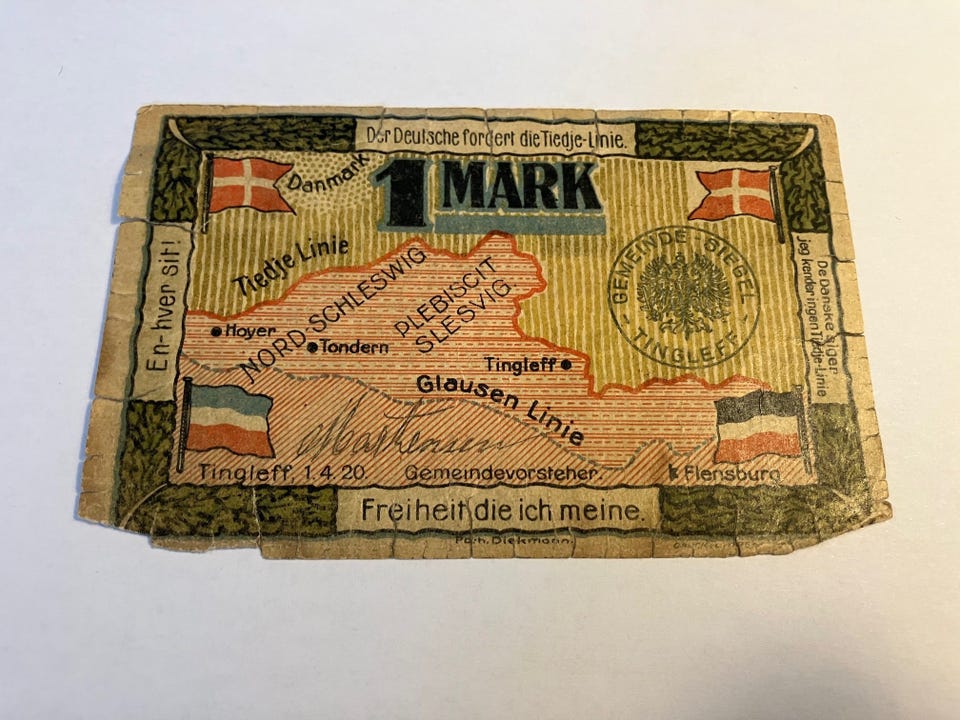 Der Deutsche fordert die Tiedje-Linie.
Danmark
1 MARK
Tiedje Linie
NORD-SCHLESWIG
PLEBISCIT
SLESVIG
GEMEINDE-SIEGEL
- TINGLEFF -
En-hver sit!
De Danske siger
jeg kender ingen Tiedje-Linie
Hoyer
Tondern
Tingleff
Glausen Linie
Tingleff, 1.4.20 Gemeindevorsteher.
Flensburg
Freiheit die ich meine.
Diekmann.